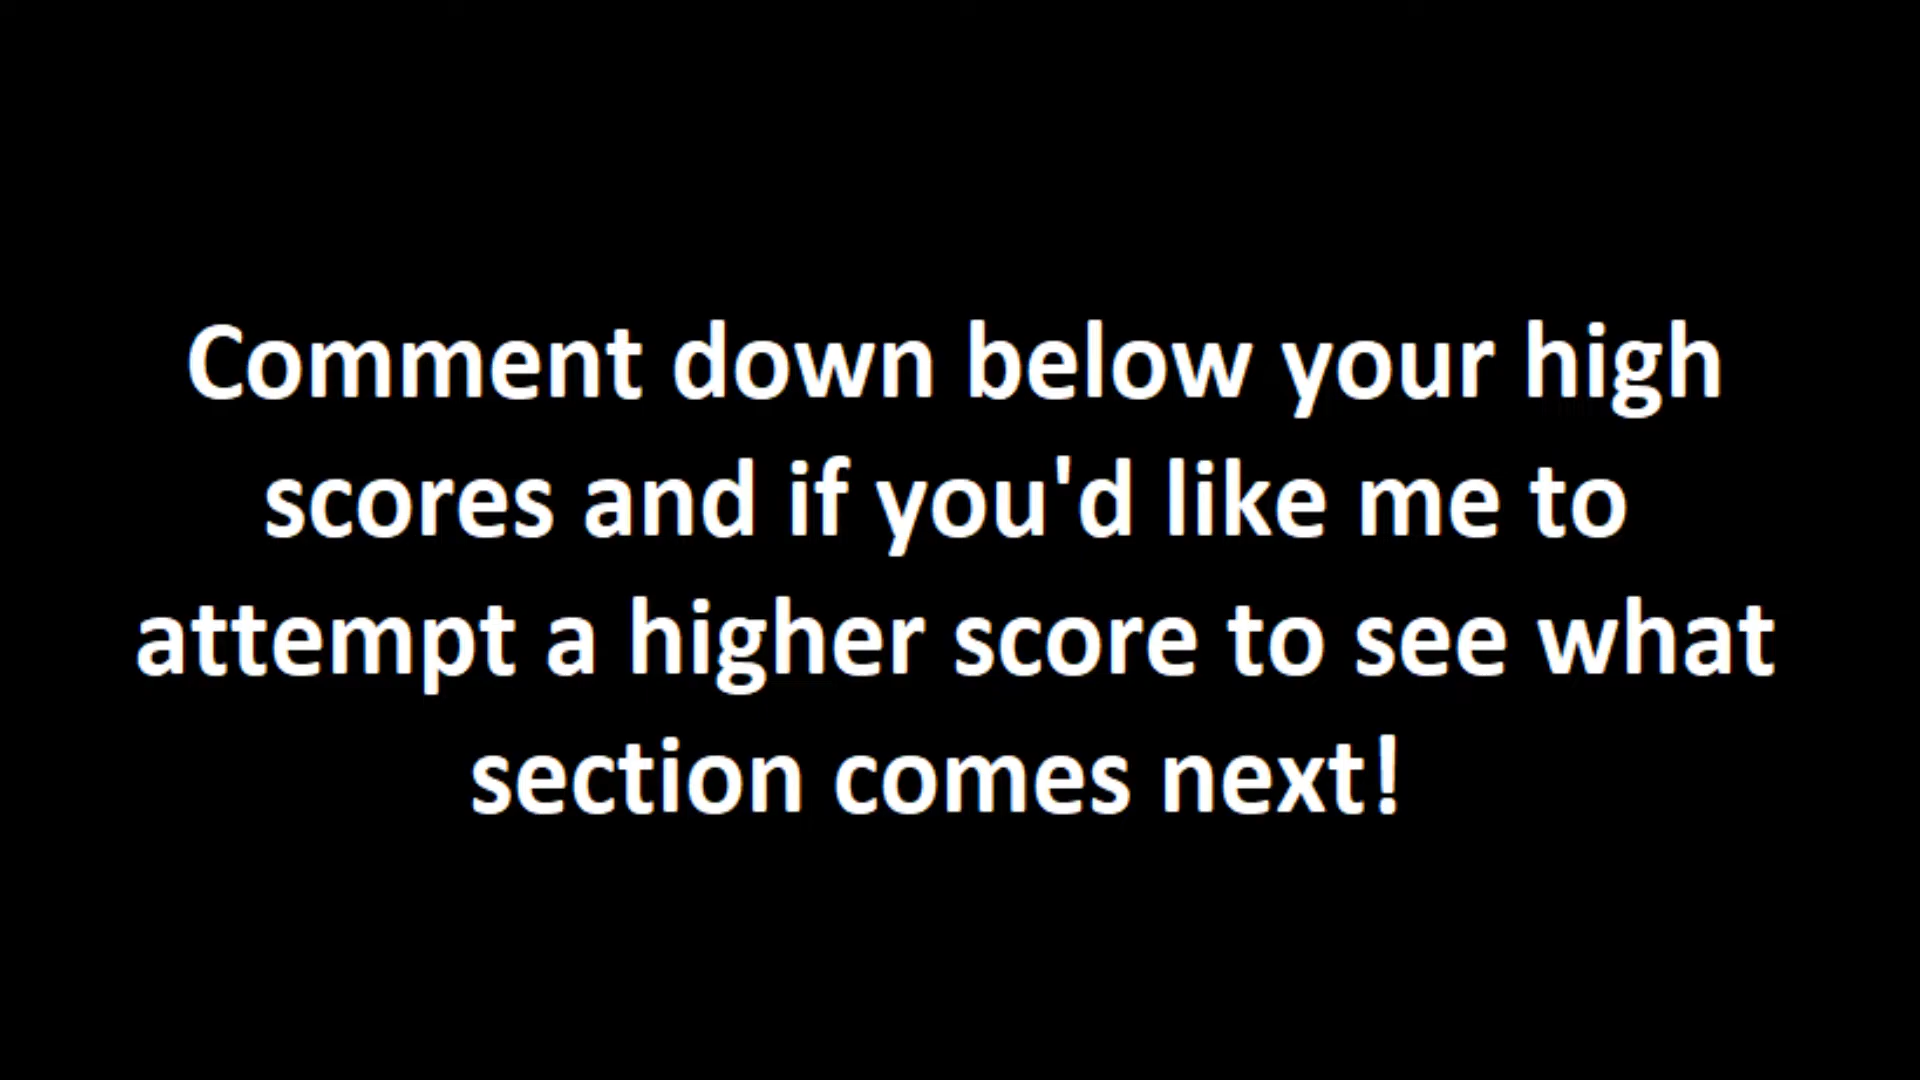 Comment down below your high
scores and if you'd like me to
attempt a higher score to see what
section comes next!